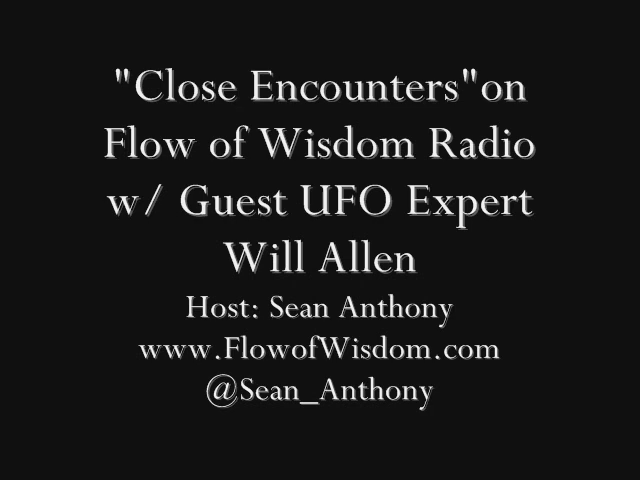 "Close Encounters"on
Flow of Wisdom Radio
w/ Guest UFO Expert
Will Allen
Host: Sean Anthony
www.FlowofWisdom.com
@Sean_Anthony